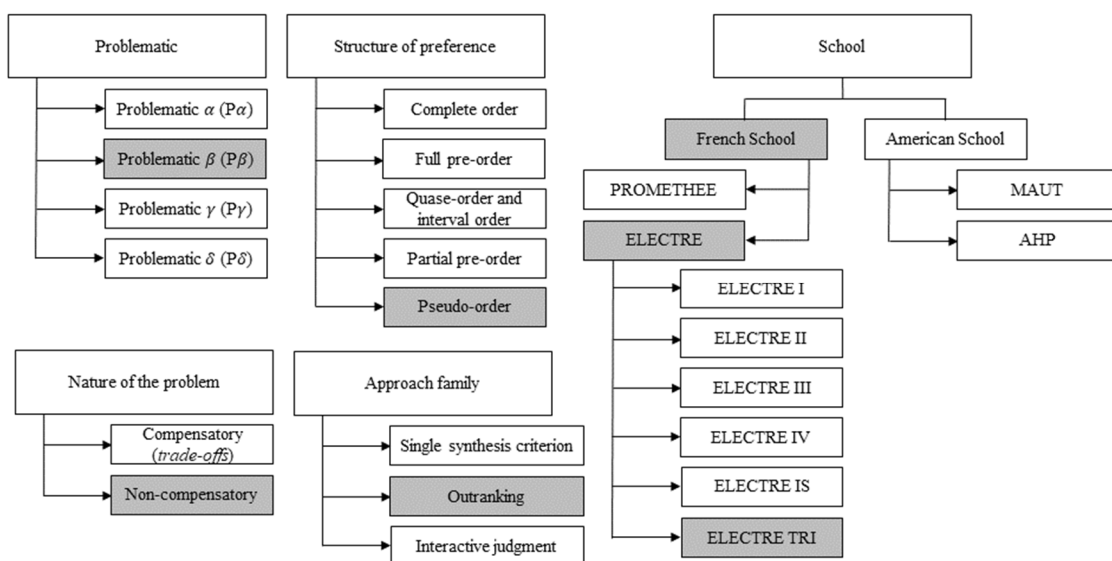 Problematic
Problematic α (Pα)
Problematic β (Pβ)
Problematic γ (Pγ)
Problematic δ (Pδ)
Structure of preference
Complete order
Full pre-order
Quase-order and
interval order
Partial pre-order
Pseudo-order
School
French School
American School
PROMETHEE
ELECTRE
MAUT
AHP
ELECTRE I
ELECTRE II
ELECTRE III
ELECTRE IV
ELECTRE IS
ELECTRE TRI
Nature of the problem
Compensatory
(trade-offs)
Non-compensatory
Approach family
Single synthesis criterion
Outranking
Interactive judgment